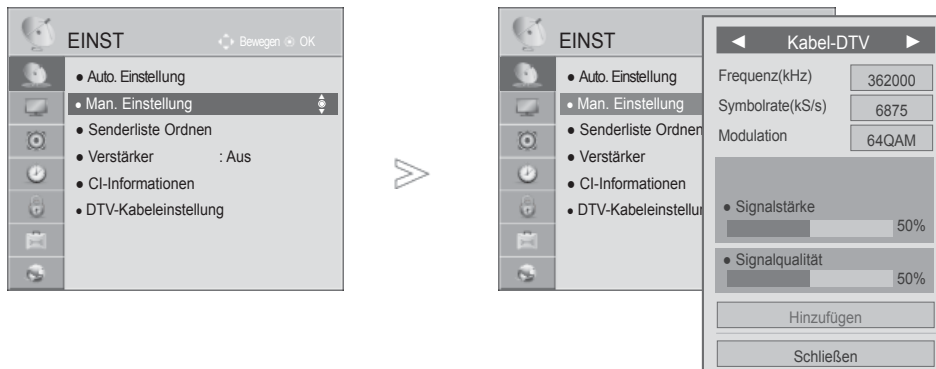 EINST
Bewegen OK
Auto. Einstellung
Man. Einstellung
Senderliste Ordnen
Verstärker : Aus
CI-Informationen
DTV-Kabeleinstellung
EINST
Auto. Einstellung
Man. Einstellung
Senderliste Ordnen
Verstärker
CI-Informationen
DTV-Kabeleinstellu
Kabel-DTV
Frequenz(kHz) 362000
Symbolrate(kS/s) 6875
Modulation 64QAM
Signalstärke
50%
Signalqualität
50%
Hinzufügen
Schließen